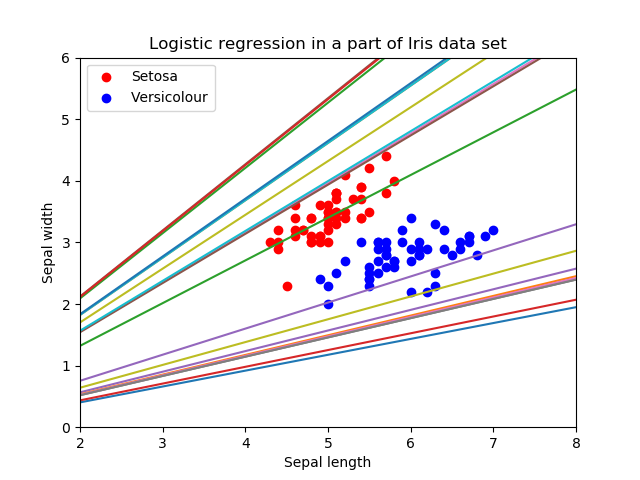 Logistic regression in a part of Iris data set
Setosa
Versicolour
6
5
4
3
2
1
0
Sepal width
2 3 4 5 6 7 8
Sepal length